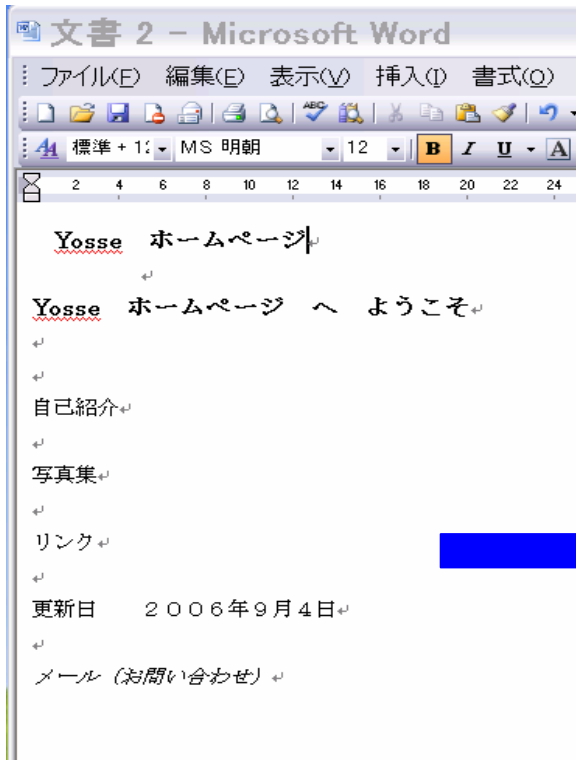 文書 2 - Microsoft Word
ファイル(F) 編集(E) 表示(V) 挿入(I) 書式(O)
ABC
標準 + 12 MS 明朝 12 B I U A
2 4 6 8 10 12 14 16 18 20 22 24
Yosse ホームページ
Yosse ホームページ へ ようこそ
自己紹介
写真集
リンク
更新日 2006年9月4日
メール(お問い合わせ)